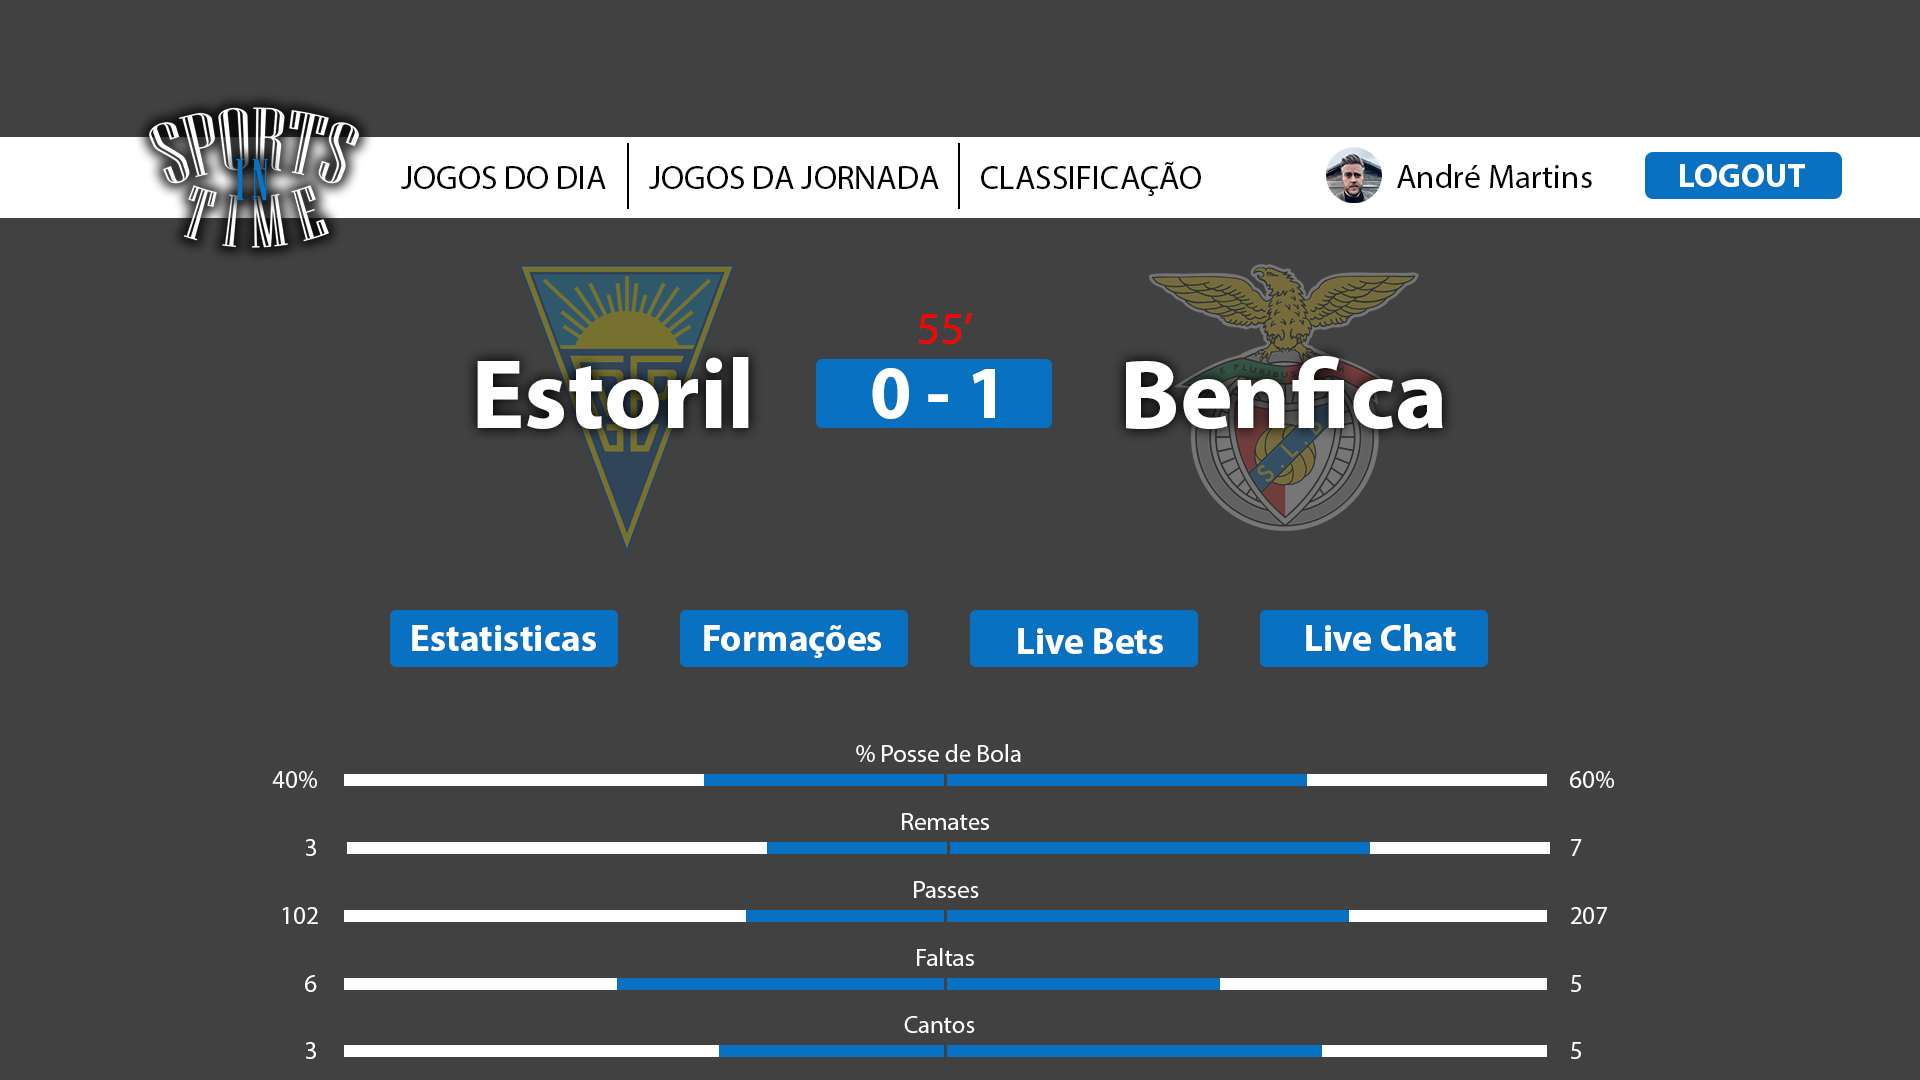 SPORTS
IN
TIME
JOGOS DO DIA
JOGOS DA JORNADA
CLASSIFICAÇÃO
André Martins
LOGOUT
55’
Estoril
0 - 1
Benfica
E PLURIBUS
S. L. B
Estatisticas
Formações
Live Bets
Live Chat
% Posse de Bola
40%
60%
Remates
3
7
Passes
102
207
Faltas
6
5
Cantos
3
5